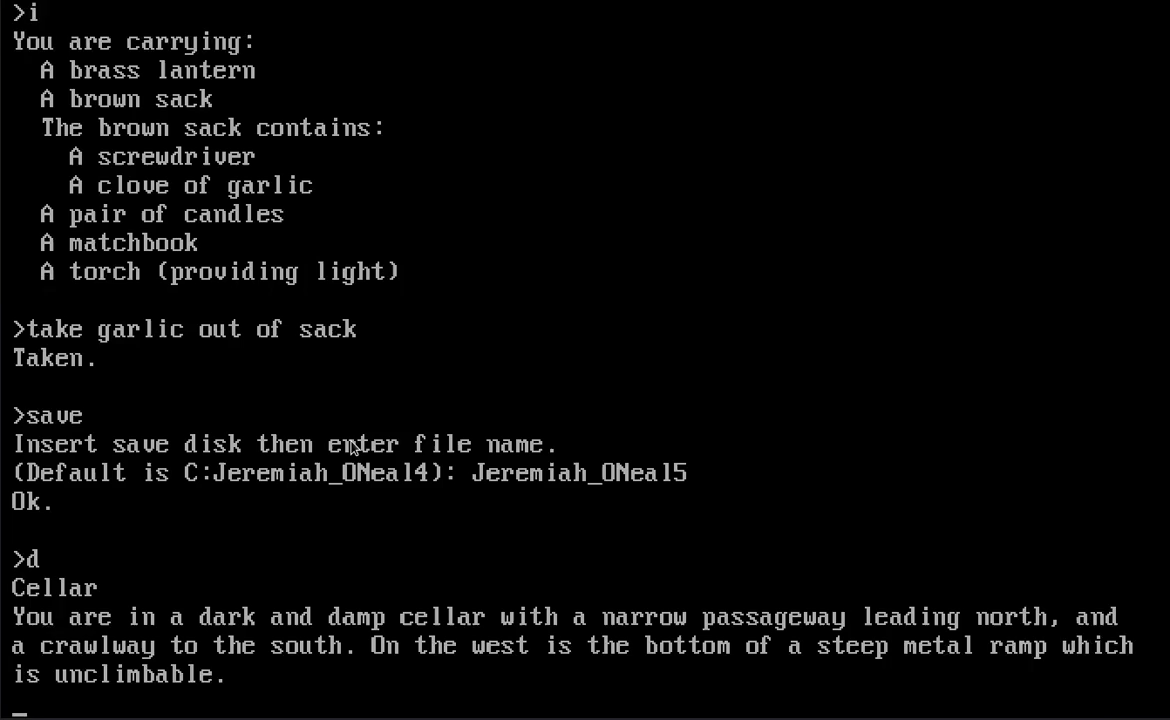 >i
You are carrying:
A brass lantern
A brown sack
The brown sack contains:
A screwdriver
A clove of garlic
A pair of candles
A matchbook
A torch (providing light)
>take garlic out of sack
Taken.
>save
Insert save disk then enter file name.
(Default is C:Jeremiah_ONeal4): Jeremiah_ONeal5
Ok.
>d
Cellar
You are in a dark and damp cellar with a narrow passageway leading north, and
a crawlway to the south. On the west is the bottom of a steep metal ramp which
is unclimbable.